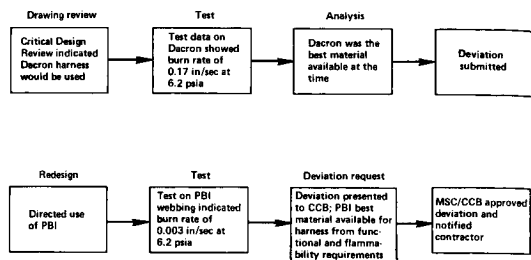 Drawing review
Test
Analysis
Critical Design
Review indicated
Dacron harness
would be used
Test data on
Dacron showed
burn rate of
0.17 in/sec at
6.2 psia
Dacron was the
best material
available at the
time
Deviation
submitted
Redesign
Test
Deviation request
Directed use
of PBI
Test on PBI
webbing indicated
burn rate of
0.003 in/sec at
6.2 psia
Deviation presented
to CCB; PBI best
material available for
harness from func-
tional and flamma-
bility requirements
MSC/CCB approved
deviation and
notified
contractor